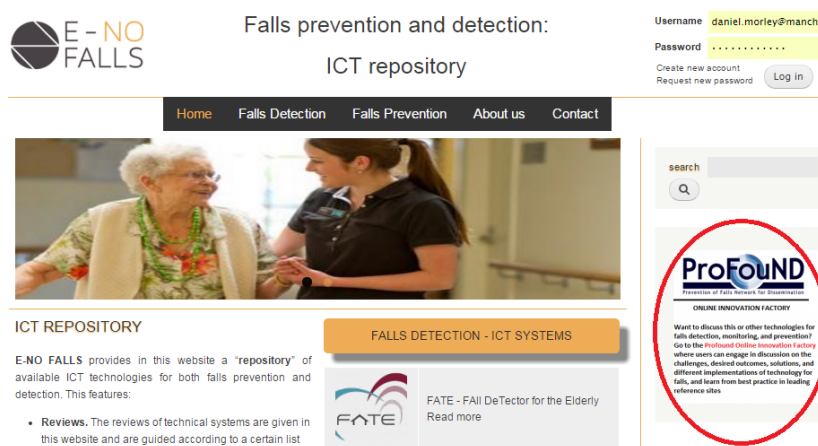 E-NO
FALLS
Falls prevention and detection:
ICT repository
Username daniel.morley@manch
Password ············
Create new account
Request new password
Log in
Home Falls Detection Falls Prevention About us Contact
search
ProFouND
Prevention of Falls Network for Dissemination
ONLINE INNOVATION FACTORY
Want to discuss this or other technologies for
falls detection, monitoring, and prevention?
Go to the Profound Online Innovation Factory
where users can engage in discussion on the
challenges, desired outcomes, solutions, and
different implementations of technology for
falls, and learn from best practice in leading
reference sites
ICT REPOSITORY
E-NO FALLS provides in this website a “repository” of
available ICT technologies for both falls prevention and
detection. This features:
• Reviews. The reviews of technical systems are given in
this website and are guided according to a certain list
FALLS DETECTION - ICT SYSTEMS
FATE
FATE - FAll DeTector for the Elderly
Read more